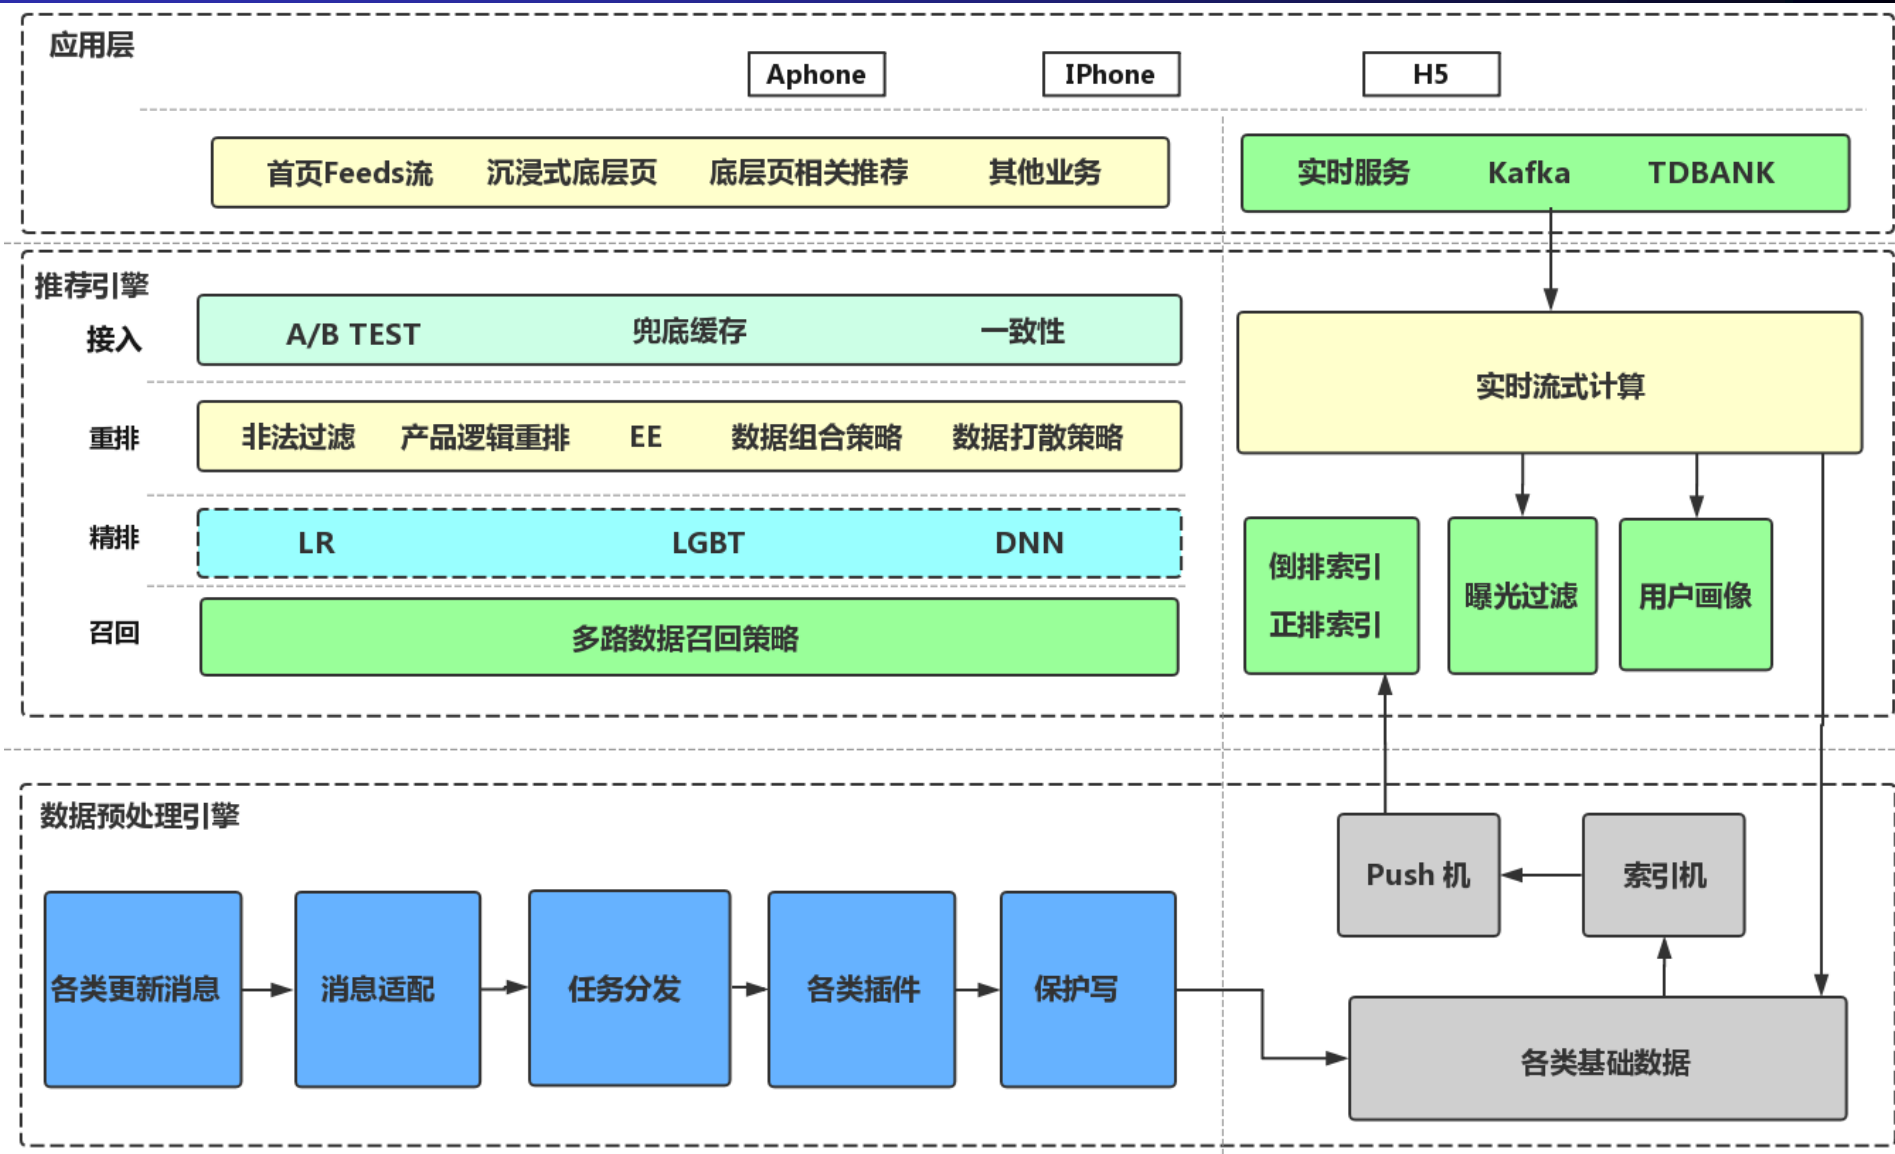 应用层
Aphone IPhone H5
首页Feeds流 沉浸式底层页 底层页相关推荐 其他业务
实时服务 Kafka TDBANK
推荐引擎
接入
A/B TEST 兜底缓存 一致性
重排
非法过滤 产品逻辑重排 EE 数据组合策略 数据打散策略
精排
LR LGBT DNN
召回
多路数据召回策略
实时流式计算
倒排索引
正排索引
曝光过滤
用户画像
数据预处理引擎
Push 机
索引机
各类更新消息
消息适配
任务分发
各类插件
保护写
各类基础数据